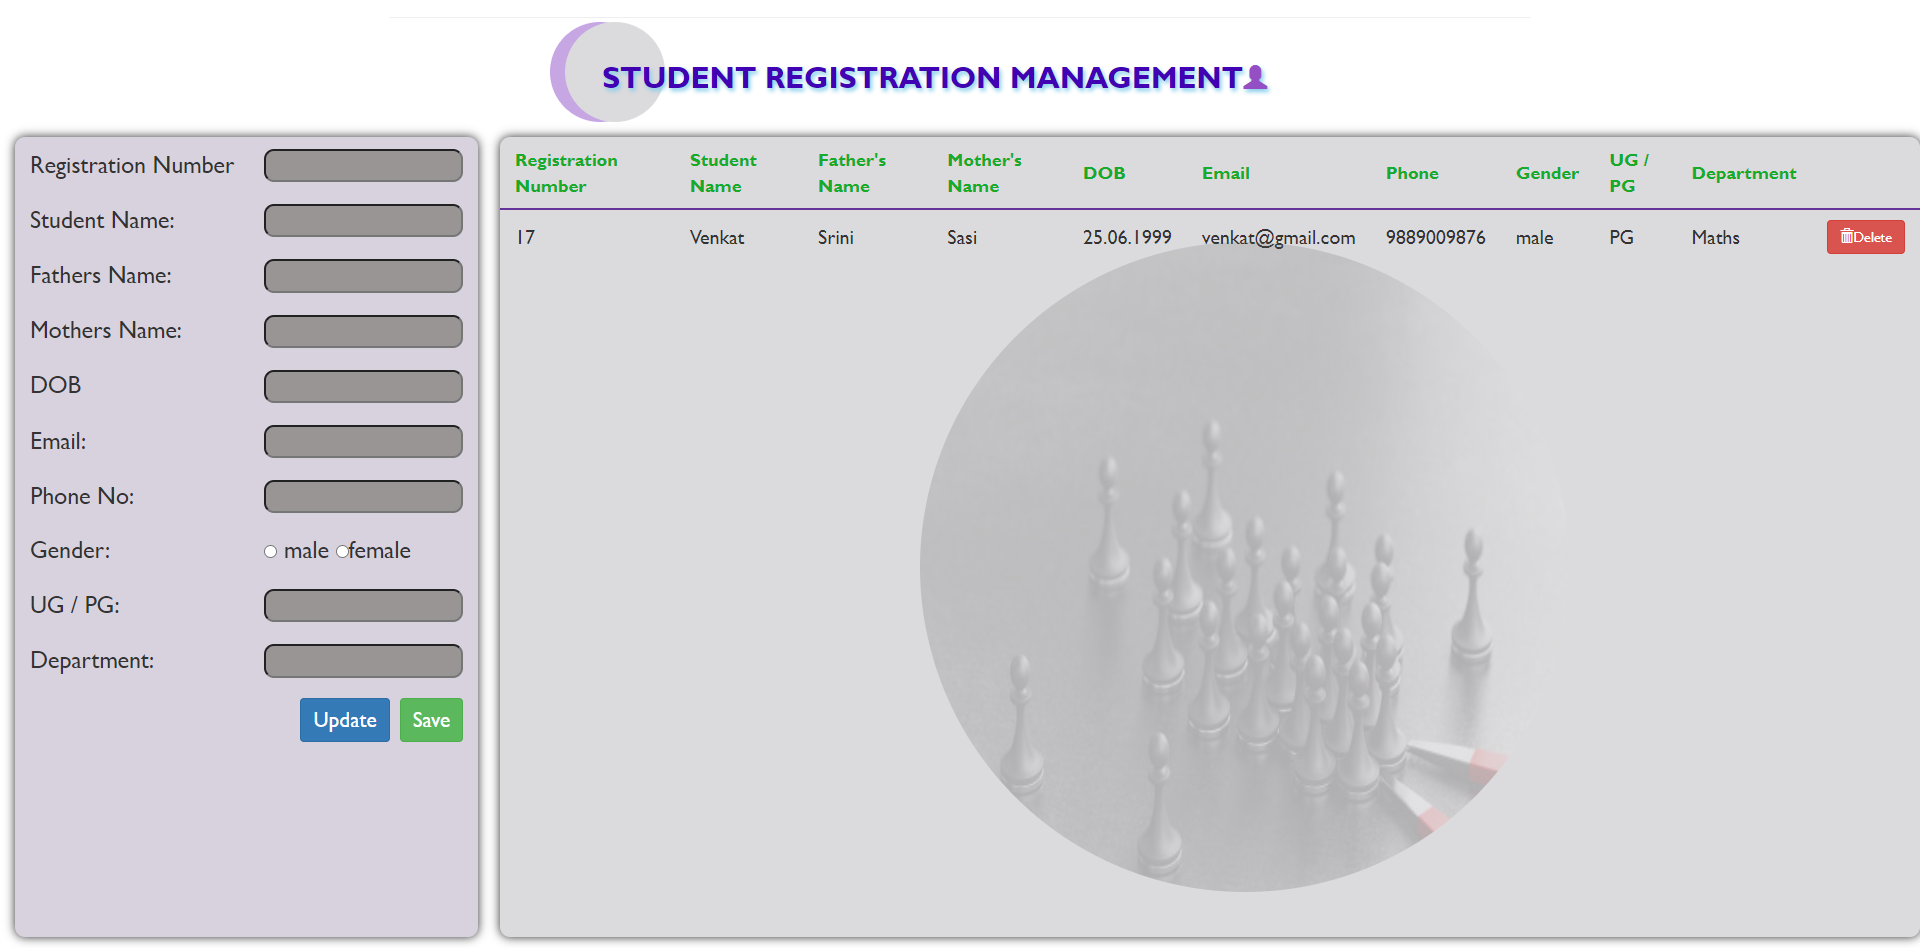 STUDENT REGISTRATION MANAGEMENT
Registration Number
Student Name:
Fathers Name:
Mothers Name:
DOB
Email:
Phone No:
Gender:
male female
UG / PG:
Department:
Update Save
Registration Number Student Name Father's Name Mother's Name DOB Email Phone Gender UG / PG Department
17 Venkat Srini Sasi 25.06.1999 venkat@gmail.com 9889009876 male PG Maths Delete